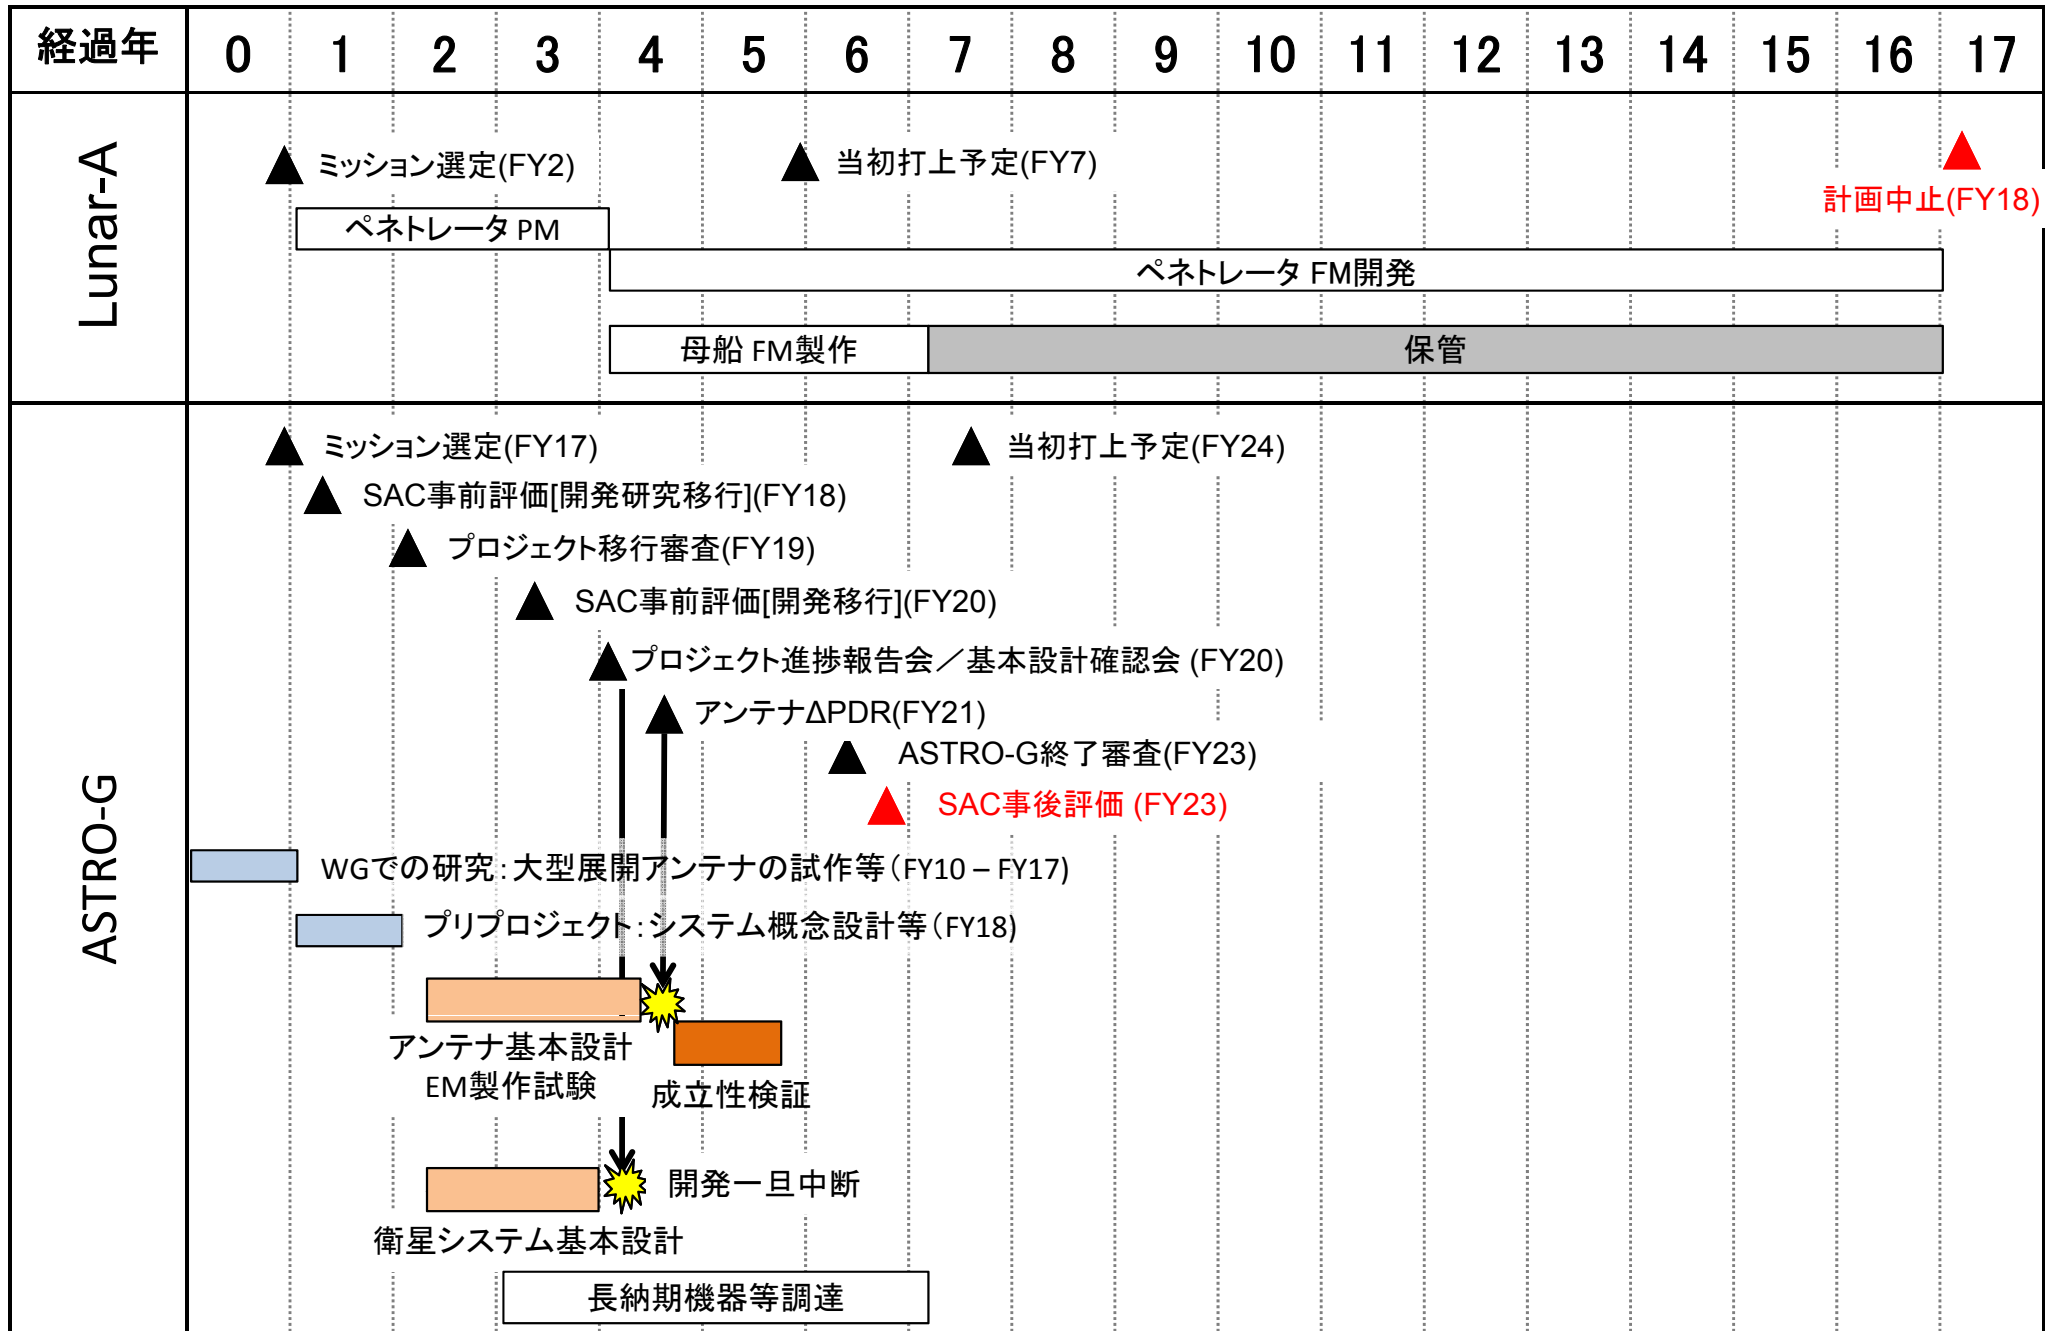 経過年 0 1 2 3 4 5 6 7 8 9 10 11 12 13 14 15 16 17
Lunar-A
ミッション選定(FY2)
当初打上予定(FY7)
計画中止(FY18)
ペネトレータ PM
ペネトレータ FM開発
母船 FM製作
保管
ASTRO-G
ミッション選定(FY17)
当初打上予定(FY24)
SAC事前評価[開発研究移行](FY18)
プロジェクト移行審査(FY19)
SAC事前評価[開発移行](FY20)
プロジェクト進捗報告会／基本設計確認会 (FY20)
アンテナΔPDR(FY21)
ASTRO-G終了審査(FY23)
SAC事後評価 (FY23)
WGでの研究：大型展開アンテナの試作等（FY10 – FY17)
プリプロジェクト：システム概念設計等（FY18)
アンテナ基本設計
EM製作試験
成立性検証
開発一旦中断
衛星システム基本設計
長納期機器等調達